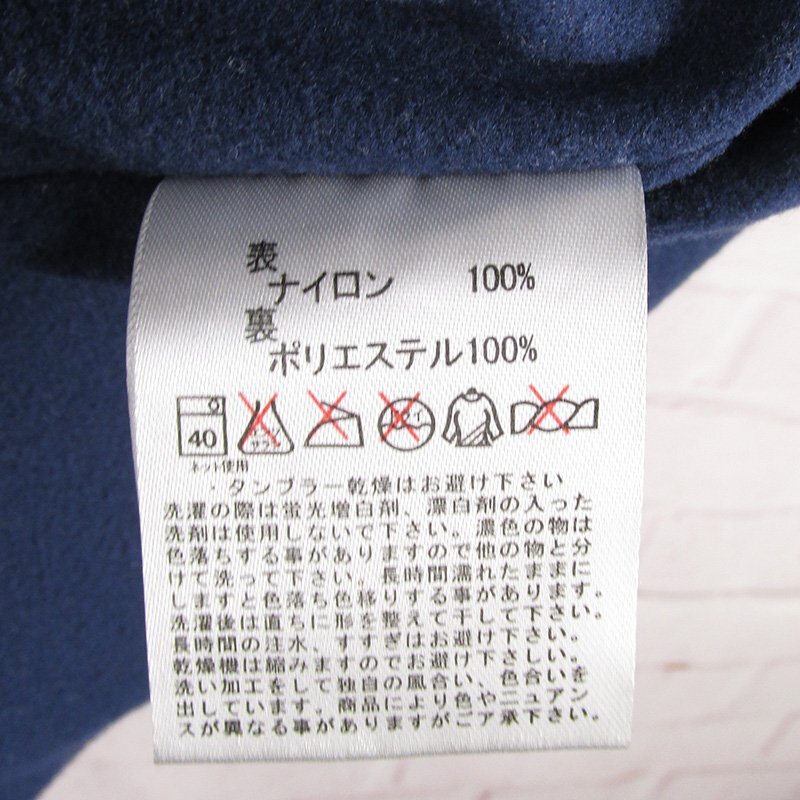 表
ナイロン 100%
裏
ポリエステル100%
40
ネット使用
・タンブラー乾燥はお避け下さい
洗濯の際は蛍光増白剤、漂白剤の入った
洗剤は使用しないで下さい。濃色の物は
色落ちする事がありますので他の物と分
けて洗って下さい。長時間濡れたままに
しますと色落ち色移りする事があります。
洗濯後は直ちに形を整えて干して下さい。
長時間の注水、すすぎはお避け下さい。
乾燥機は縮みますのでお避け下さしい。
洗い加工をして独自の風合い、色合いを
出しています。商品により色やニュアン
スが異なる事がありますがご了承下さい。